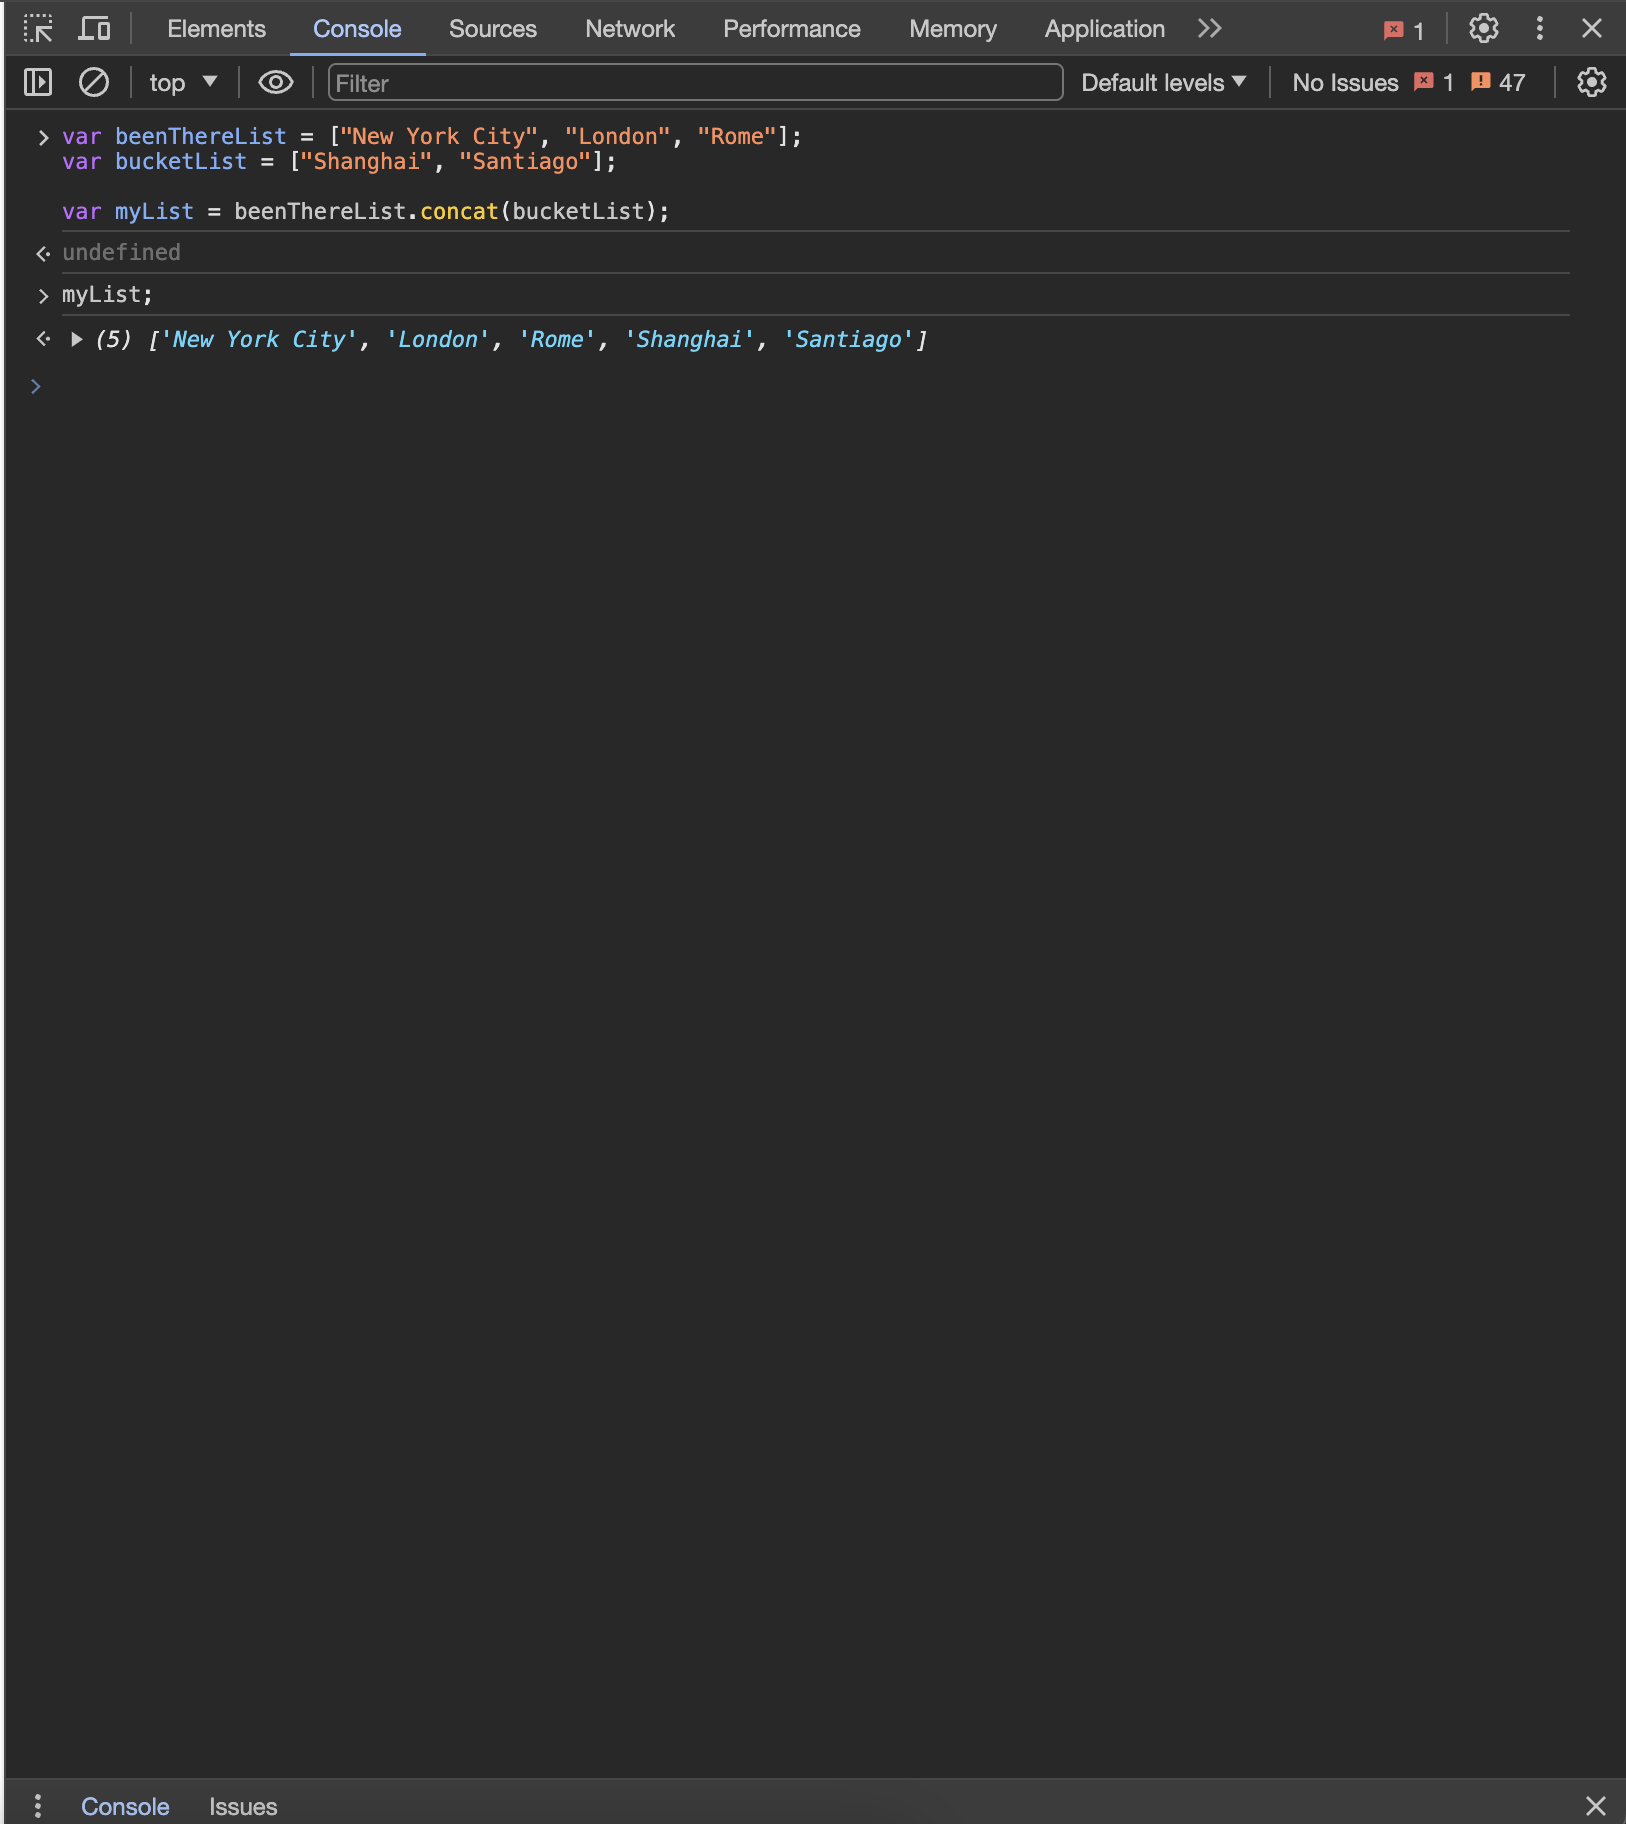 Elements Console Sources Network Performance Memory Application 1
top Filter Default levels No Issues 1 47
var beenThereList = ["New York City", "London", "Rome"];
var bucketList = ["Shanghai", "Santiago"];
var myList = beenThereList.concat(bucketList);
undefined
myList;
(5) ['New York City', 'London', 'Rome', 'Shanghai', 'Santiago']
Console Issues